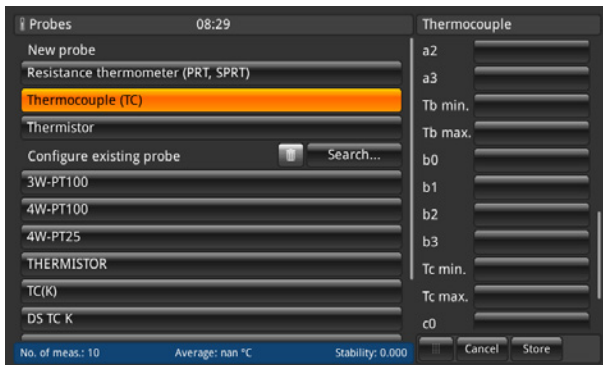 Probes 08:29
New probe
Resistance thermometer (PRT, SPRT)
Thermocouple (TC)
Thermistor
Configure existing probe Search...
3W-PT100
4W-PT100
4W-PT25
THERMISTOR
TC(K)
DS TC K
No. of meas.: 10 Average: nan °C Stability: 0.000
Thermocouple
a2
a3
Tb min.
Tb max.
b0
b1
b2
b3
Tc min.
Tc max.
c0
Cancel Store